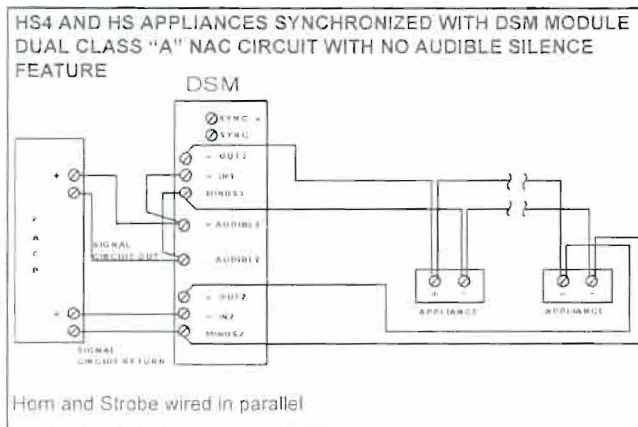 HS4 AND HS APPLIANCES SYNCHRONIZED WITH DSM MODULE
DUAL CLASS “A” NAC CIRCUIT WITH NO AUDIBLE SILENCE
FEATURE
DSM
SYNC +
SYNC
- OUT1
- IN1
MINUS1
+
- AUDIBLE
SIGNAL
CIRCUIT OUT
AUDIBLE
F A C P
- OUT2
- IN2
MINUS2
+
SIGNAL
CIRCUIT RETURN
+ - + -
APPLIANCE APPLIANCE
Horn and Strobe wired in parallel